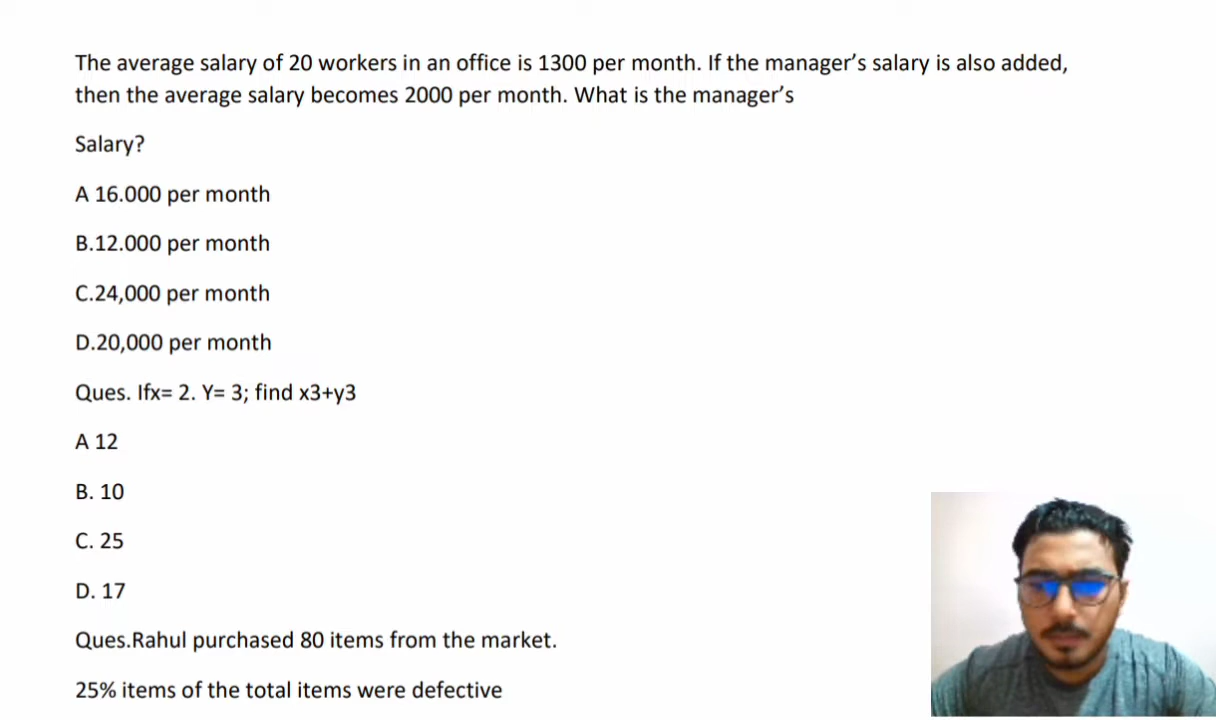 The average salary of 20 workers in an office is 1300 per month. If the manager’s salary is also added,
then the average salary becomes 2000 per month. What is the manager’s
Salary?
A 16.000 per month
B.12.000 per month
C.24,000 per month
D.20,000 per month
Ques. Ifx= 2. Y= 3; find x3+y3
A 12
B. 10
C. 25
D. 17
Ques.Rahul purchased 80 items from the market.
25% items of the total items were defective